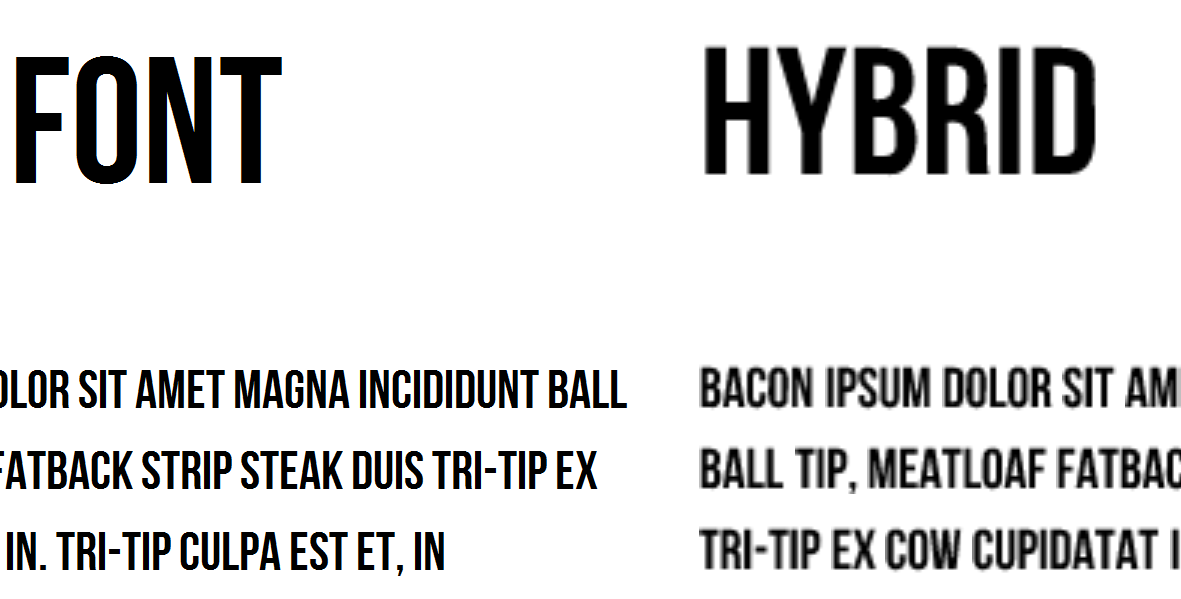 FONT
OLOR SIT AMET MAGNA INCIDIDUNT BALL
FATBACK STRIP STEAK DUIS TRI-TIP EX
IN. TRI-TIP CULPA EST ET, IN
HYBRID
BACON IPSUM DOLOR SIT AM
BALL TIP, MEATLOAF FATBAC
TRI-TIP EX COW CUPIDATAT I